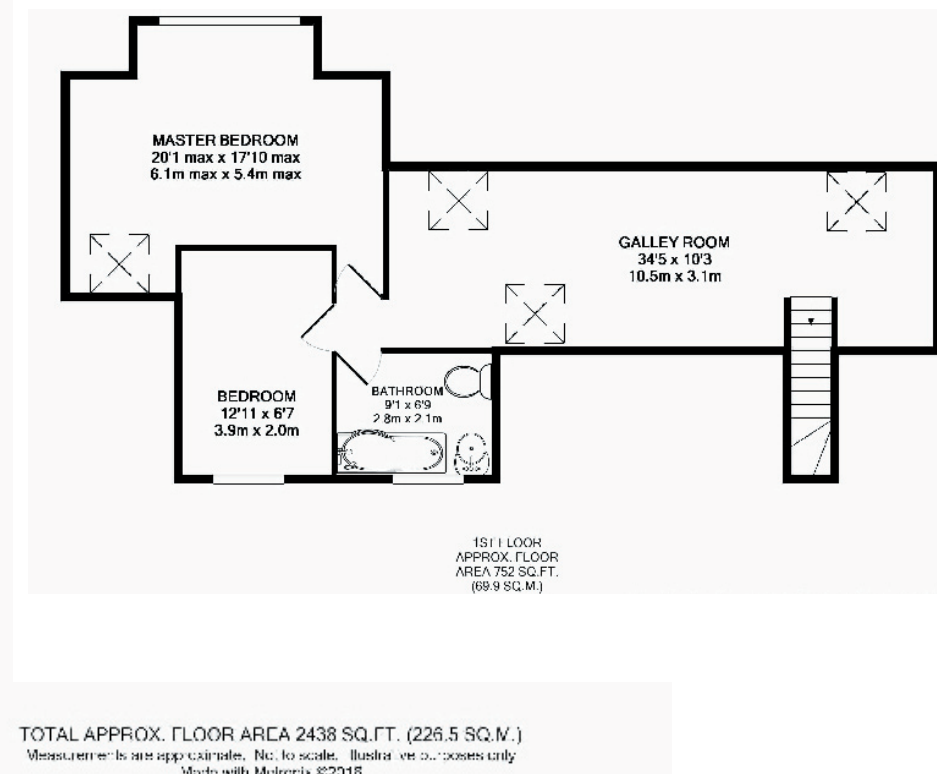 MASTER BEDROOM
20'1 max x 17'10 max
6.1m max x 5.4m max
GALLEY ROOM
34'5 x 10'3
10.5m x 3.1m
BEDROOM
12'11 x 6'7
3.9m x 2.0m
BATHROOM
9'1 x 6'9
2.8m x 2.1m
1ST FLOOR
APPROX. FLOOR
AREA 752 SQ.FT.
(69.9 SQ.M.)
TOTAL APPROX. FLOOR AREA 2438 SQ.FT. (226.5 SQ.M.)
Measurements are approximate. Not to scale. Illustrative purposes only
Made with Metropix ©2018